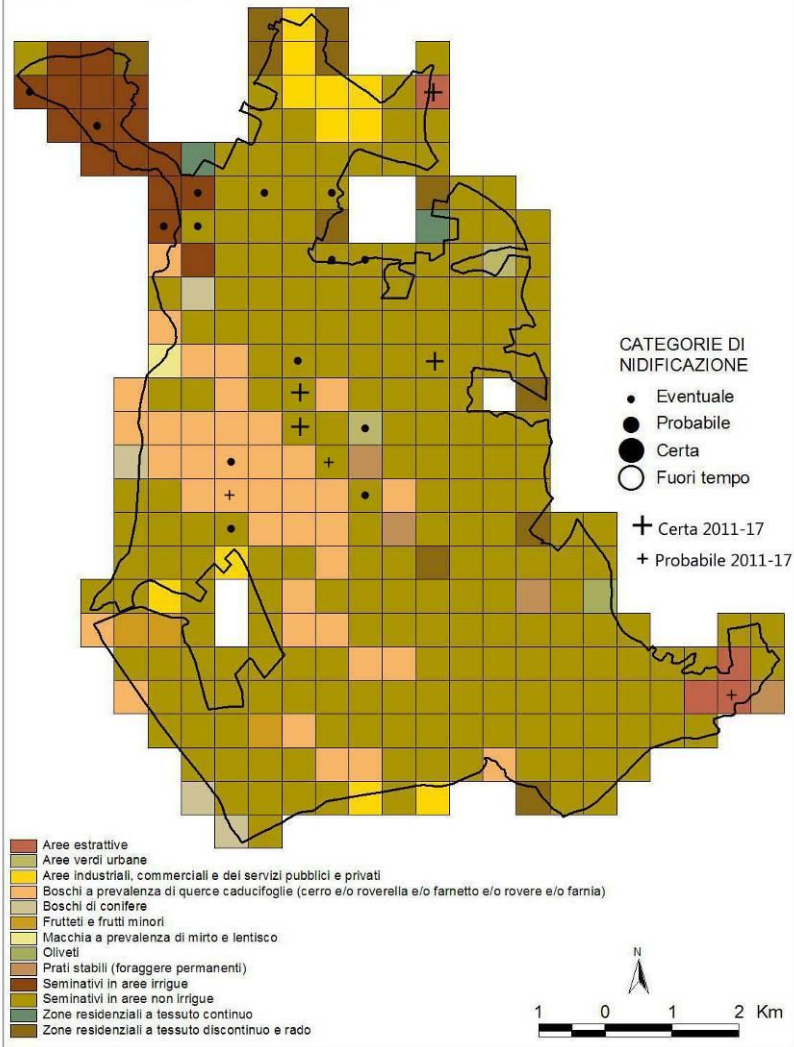 CATEGORIE DI
NIDIFICAZIONE
Eventuale
Probabile
Certa
Fuori tempo
Certa 2011-17
Probabile 2011-17
Aree estrattive
Aree verdi urbane
Aree industriali, commerciali e dei servizi pubblici e privati
Boschi a prevalenza di querce caducifoglie (cerro e/o roverella e/o farnetto e/o rovere e/o farnia)
Boschi di conifere
Frutteti e frutti minori
Macchia a prevalenza di mirto e lentisco
Oliveti
Prati stabili (foraggere permanenti)
Seminativi in aree irrigue
Seminativi in aree non irrigue
Zone residenziali a tessuto continuo
Zone residenziali a tessuto discontinuo e rado
N
1 0 1 2 Km